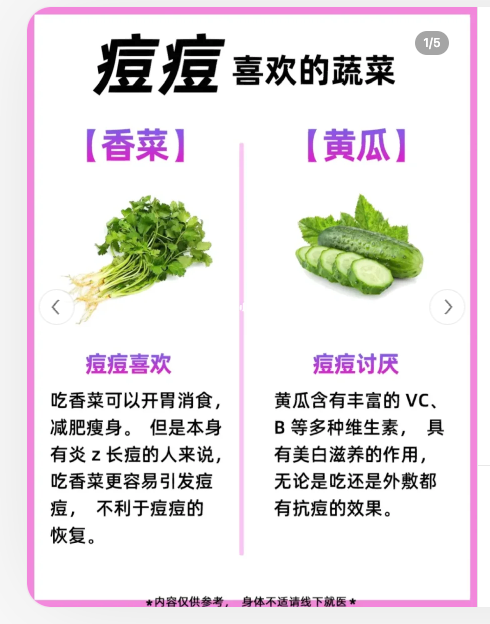 1/5
痘痘 喜欢的蔬菜
【香菜】
【黄瓜】
痘痘喜欢
吃香菜可以开胃消食，
减肥瘦身。 但是本身
有炎 z 长痘的人来说，
吃香菜更容易引发痘
痘， 不利于痘痘的
恢复。
痘痘讨厌
黄瓜含有丰富的 VC、
B 等多种维生素， 具
有美白滋养的作用，
无论是吃还是外敷都
有抗痘的效果。
★内容仅供参考， 身体不适请线下就医★